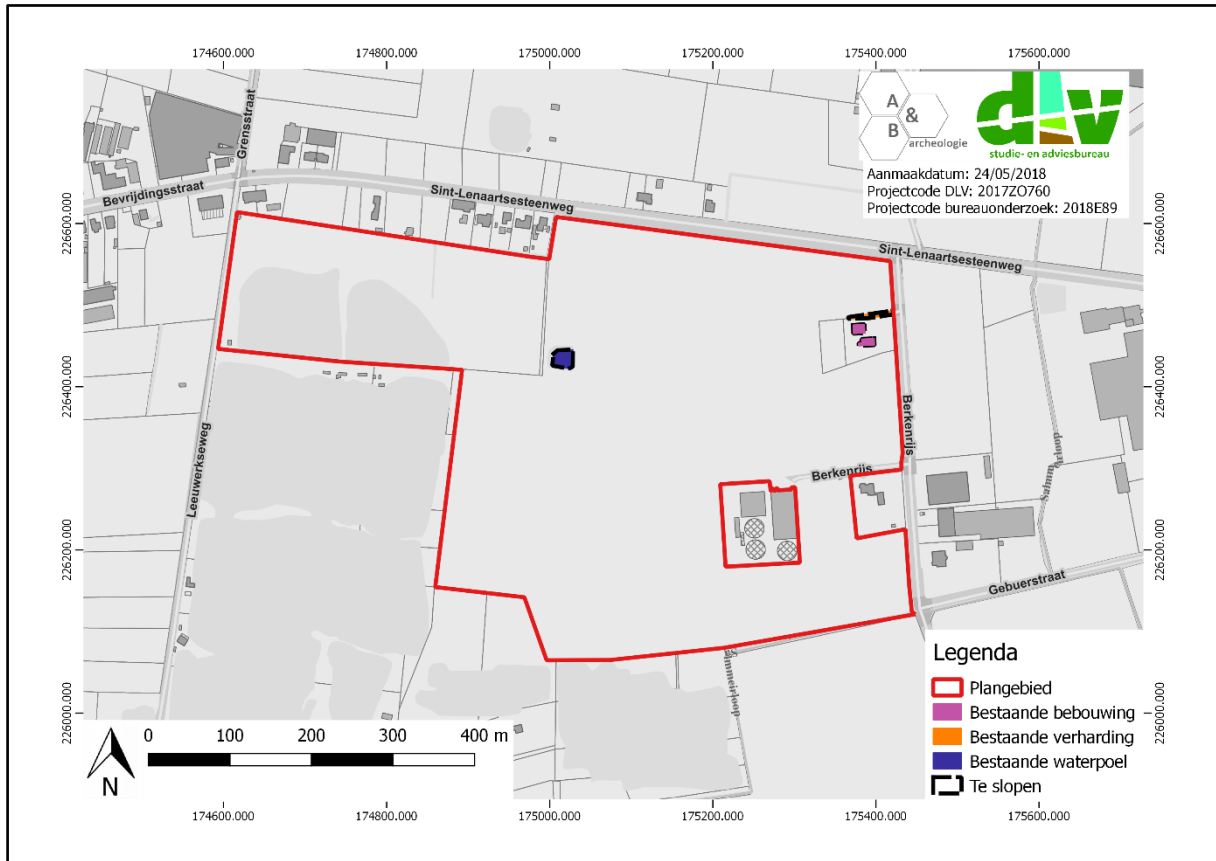 174600.000 174800.000 175000.000 175200.000 175400.000 175600.000
A
&
B
archeologie
dLv
studie- en adviesbureau
Aanmaakdatum: 24/05/2018
Projectcode DLV: 2017ZO760
Projectcode bureauonderzoek: 2018E89
Grensstraat
Bevrijdingsstraat
Sint-Lenaartsesteenweg
Sint-Lenaartsesteenweg
226600.000
226600.000
226400.000
226400.000
Berkenrijs
Leeuwerkseweg
Berkenrijs
226200.000
226200.000
Gebuerstraat
226000.000
226000.000
Legenda
Plangebied
Bestaande bebouwing
Bestaande verharding
Bestaande waterpoel
Te slopen
0 100 200 300 400 m
N
174600.000 174800.000 175000.000 175200.000 175400.000 175600.000